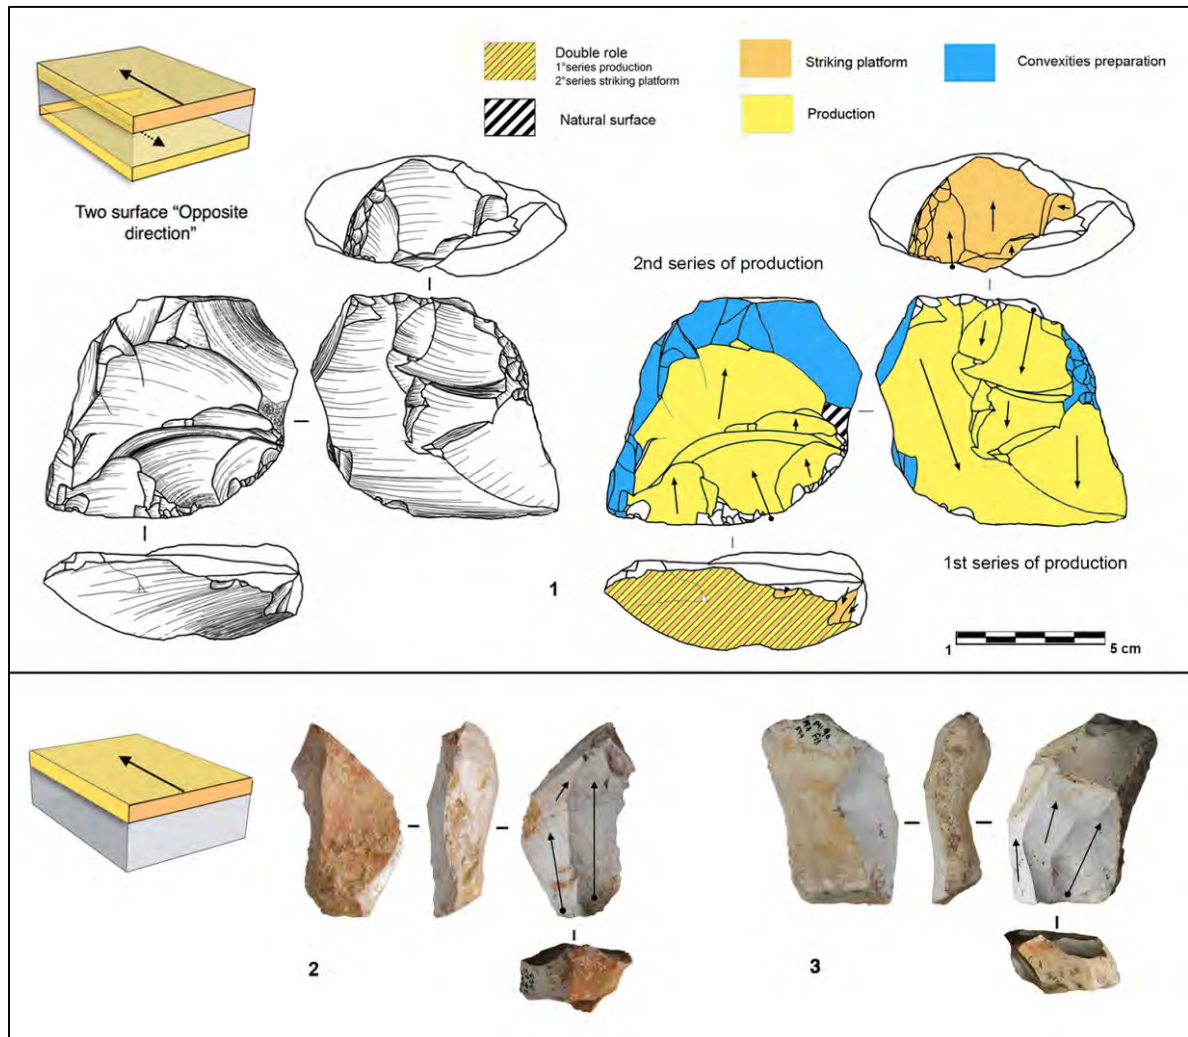 Double role
1°series production
2°series striking platform
Striking platform
Convexities preparation
Natural surface
Production
Two surface “Opposite
direction”
2nd series of production
1
1st series of production
1
5 cm
2
3